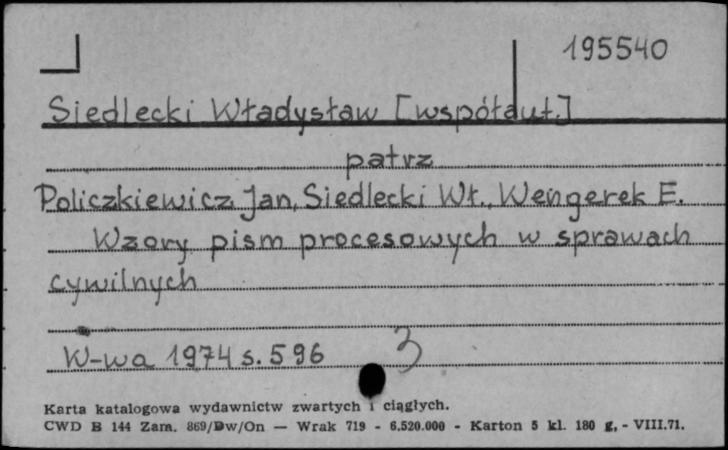 195540
Siedlecki Władysław [współaut.]
patrz
Policzkiewicz Jan, Siedlecki Wł., Wengerek E.
Wzory pism procesowych w sprawach
cywilnych
W-wa 1974 s. 596 3
Karta katalogowa wydawnictw zwartych i ciągłych.
CWD B 144 Zam. 869/Dw/On — Wrak 719 - 6.520.000 - Karton 5 kl. 180 g. - VIII.71.